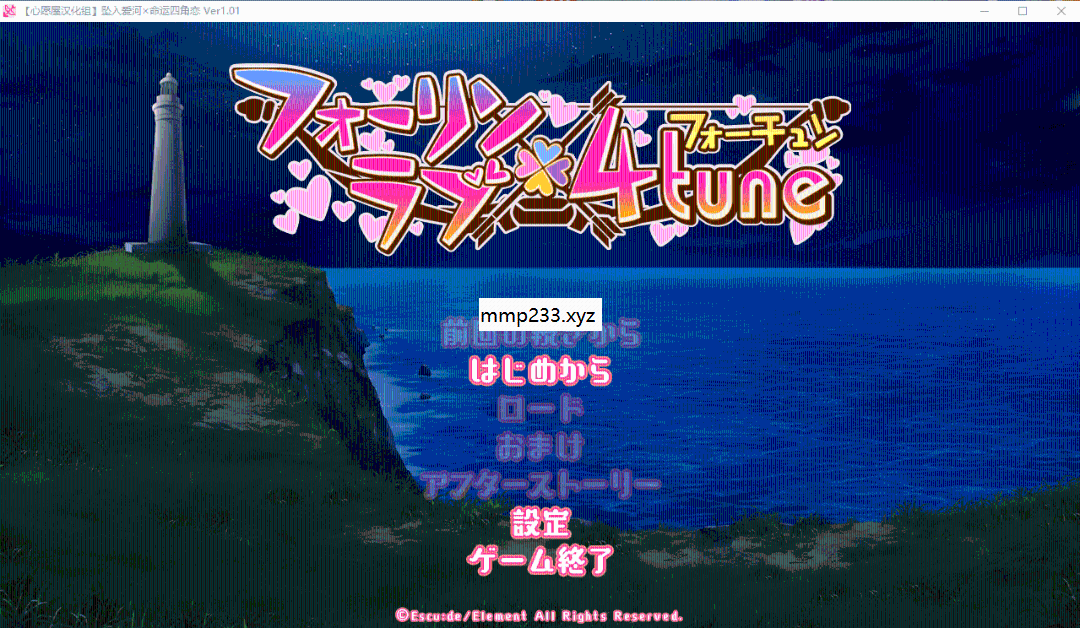 【心愿屋汉化组】坠入爱河×命运四角恋 Ver1.01
フォーリン
ラブ
フォーチュン
4tune
mmp233.xyz
前回の続きから
はじめから
ロード
おまけ
アフターストーリー
設定
ゲーム終了
©Escu:de/Element All Rights Reserved.